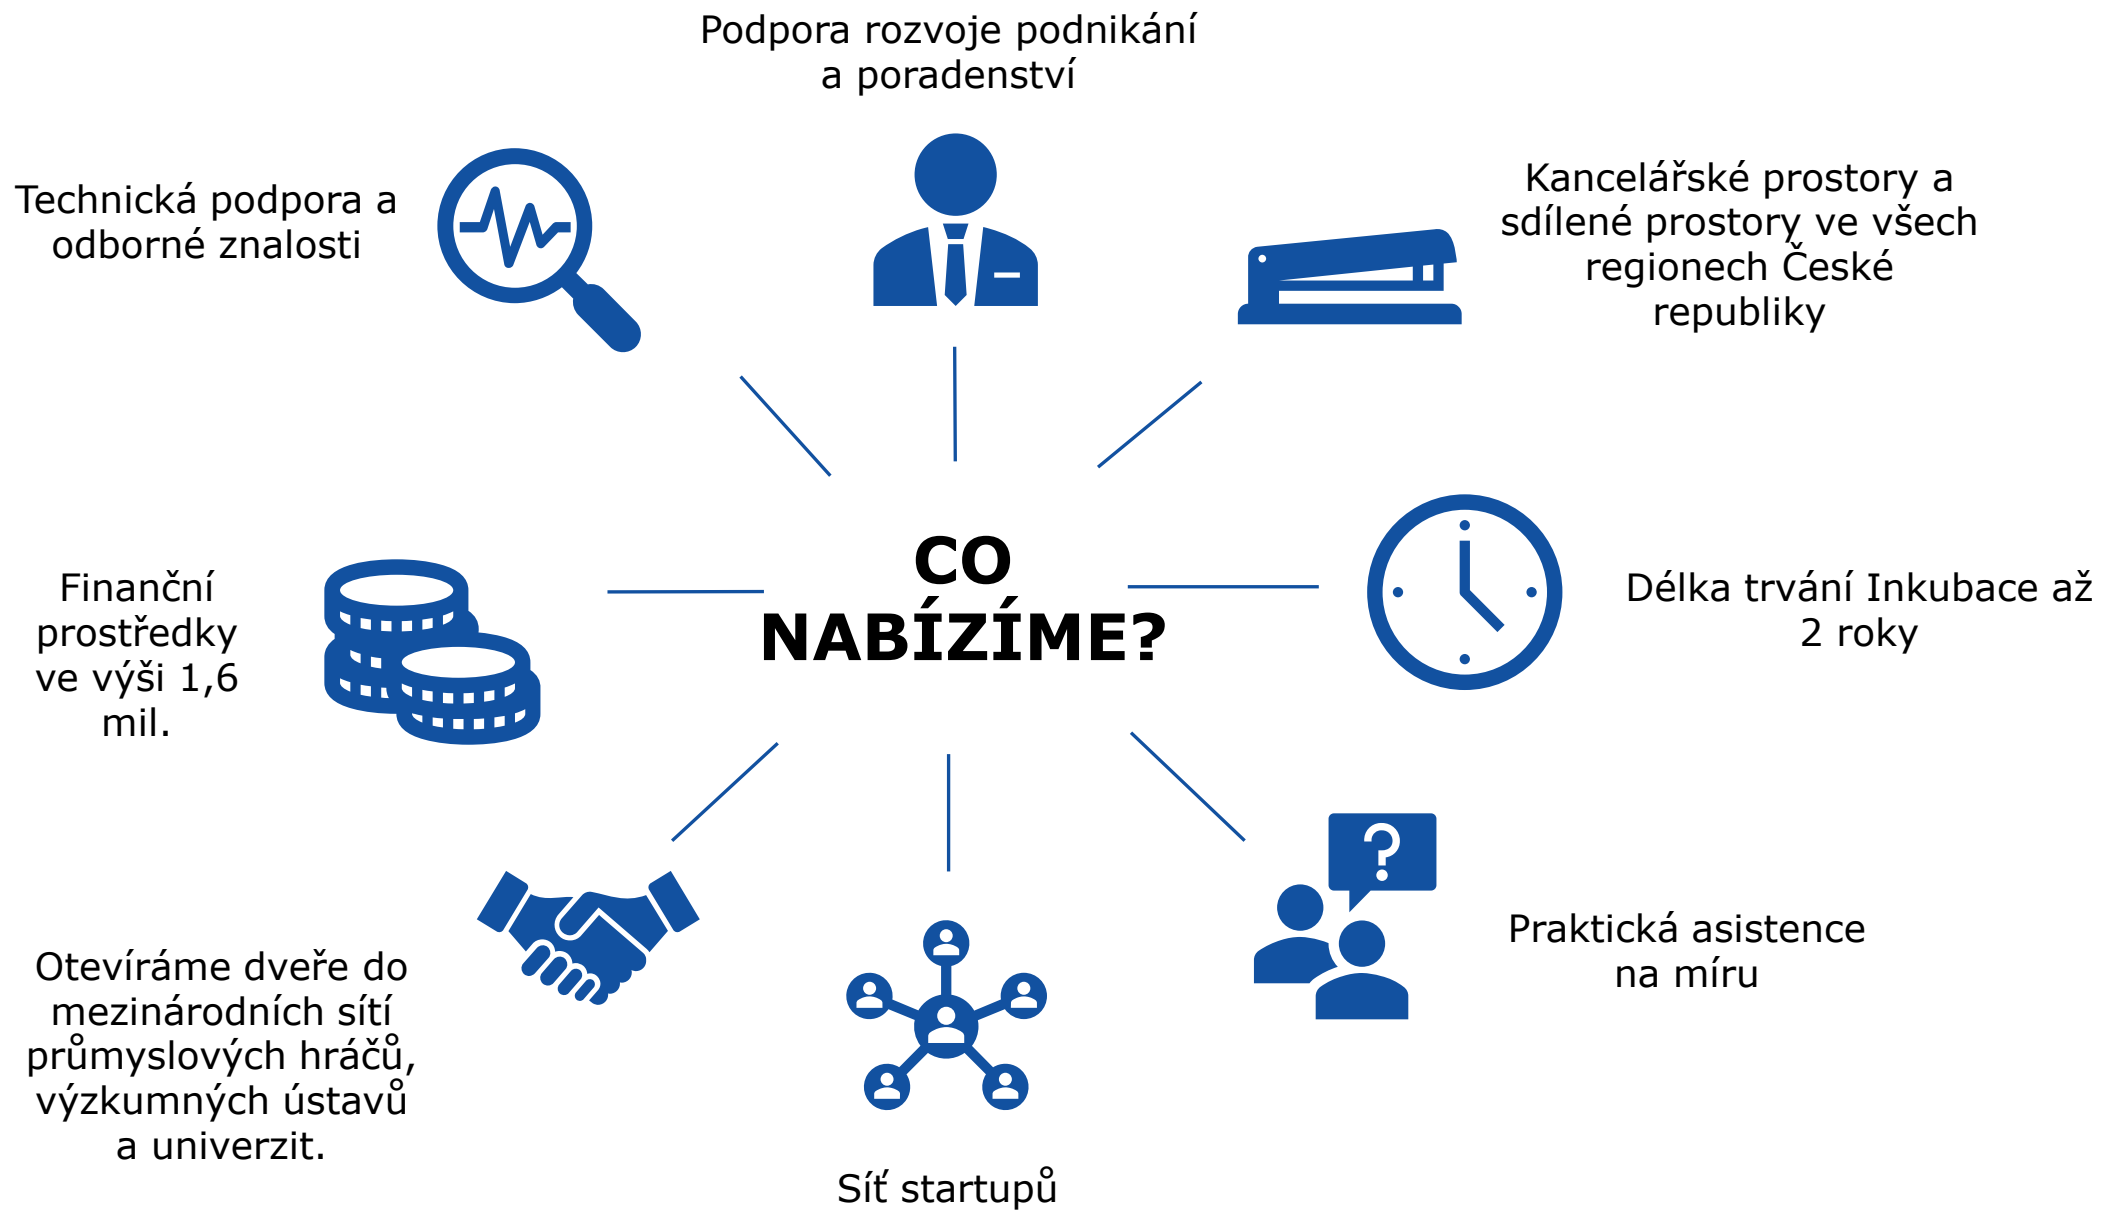 Podpora rozvoje podnikání
a poradenství
Technická podpora a
odborné znalosti
Kancelářské prostory a
sdílené prostory ve všech
regionech České
republiky
CO
NABÍZÍME?
Finanční
prostředky
ve výši 1,6
mil.
Délka trvání Inkubace až
2 roky
?
Praktická asistence
na míru
Otevíráme dveře do
mezinárodních sítí
průmyslových hráčů,
výzkumných ústavů
a univerzit.
Síť startupů